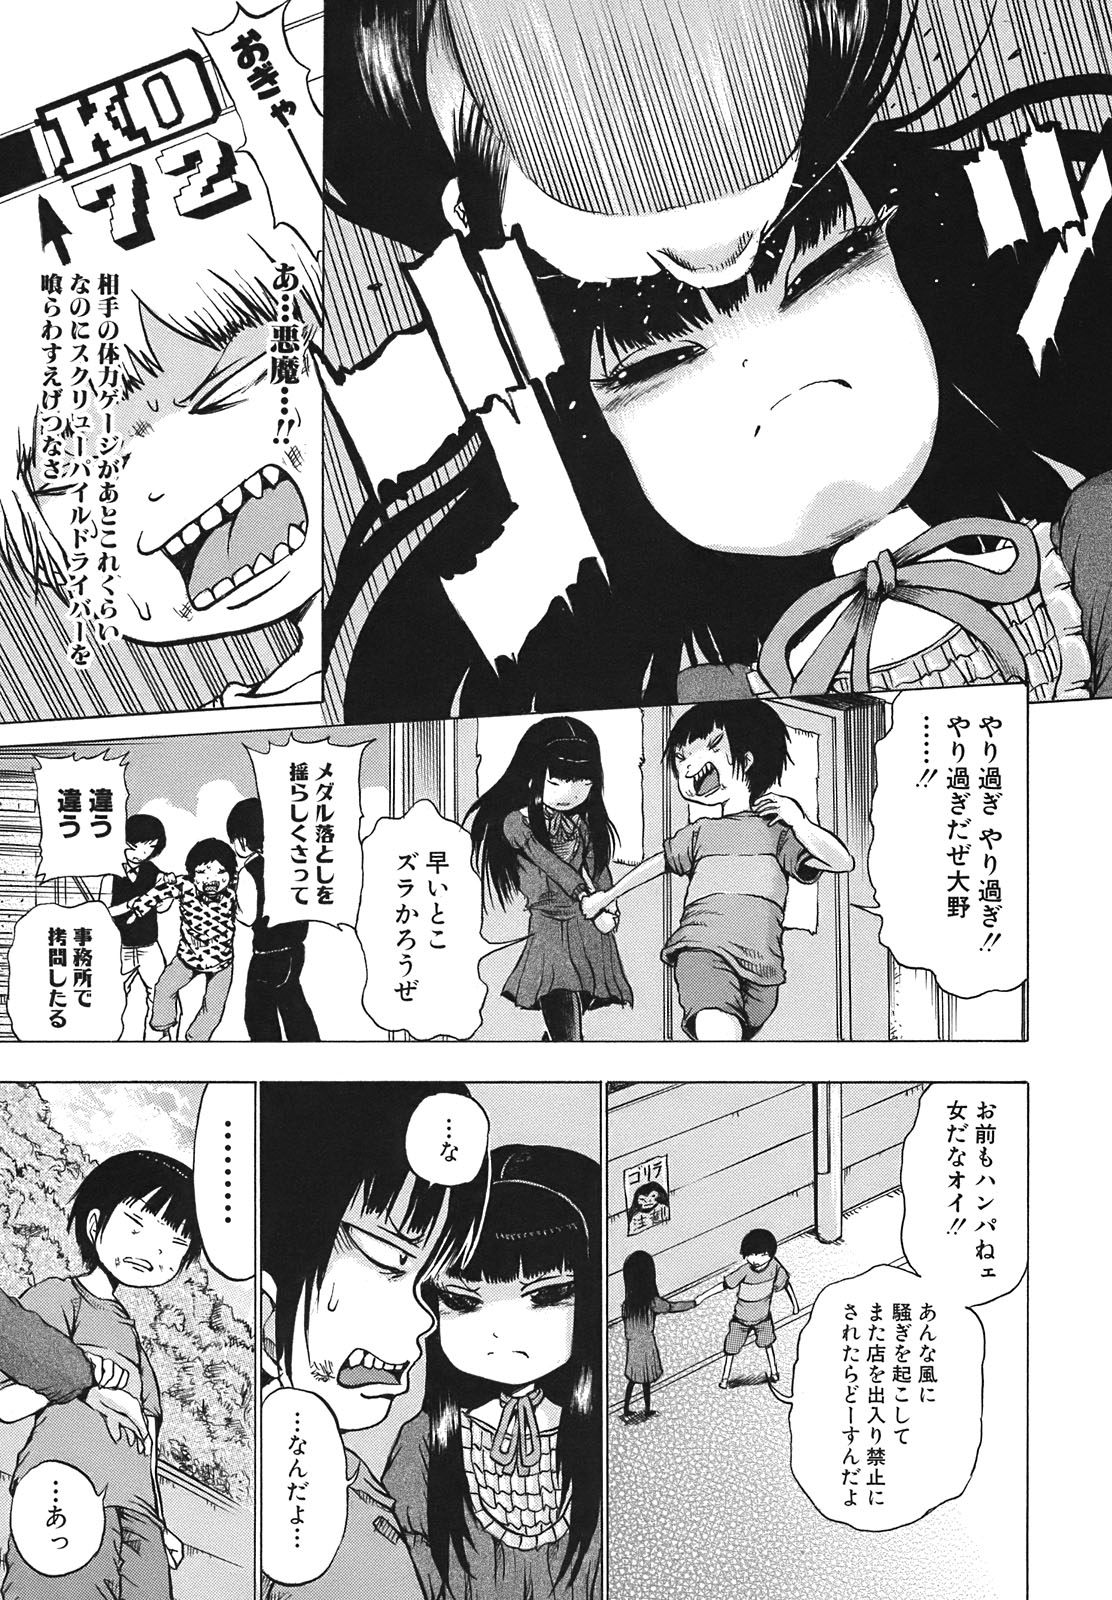 おぎゃー
KO
72
あ…悪魔…!!
相手の体力ゲージがあとこれくらい
なのにスクリューパイルドライバーを
喰らわすえげつなさ
やり過ぎ やり過ぎ!!
やり過ぎだぜ大野
……!!
早いとこ
ズラかろうぜ
メダル落としを
揺らしくさって
違う
違う
事務所で
拷問したる
お前もハンパねェ
女だなオイ!!
あんな風に
騒ぎを起こして
また店を出入り禁止に
されたらどーすんだよ
ゴリラ
注意!
…な
…なんだよ…
………
…あっ